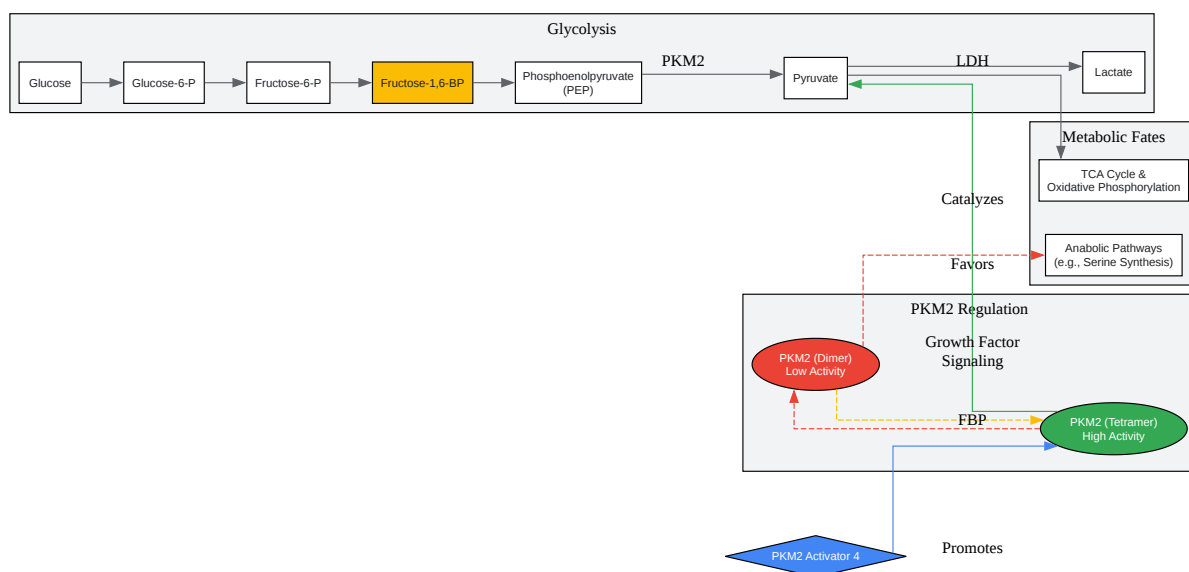 Glycolysis
Glucose
Glucose-6-P
Fructose-6-P
Fructose-1,6-BP
Phosphoenolpyruvate
(PEP)
PKM2
Pyruvate
LDH
Lactate
Metabolic Fates
TCA Cycle &
Oxidative Phosphorylation
Catalyzes
Anabolic Pathways
(e.g., Serine Synthesis)
Favors
PKM2 Regulation
Growth Factor
Signaling
PKM2 (Dimer)
Low Activity
FBP
PKM2 (Tetramer)
High Activity
PKM2 Activator 4
Promotes